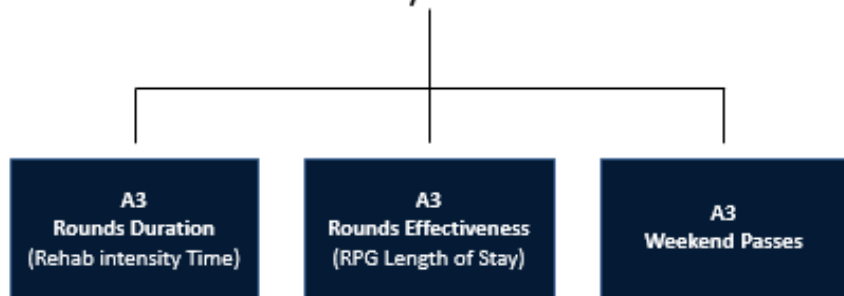 A3
Rounds Duration
(Rehab intensity Time)
A3
Rounds Effectiveness
(RPG Length of Stay)
A3
Weekend Passes